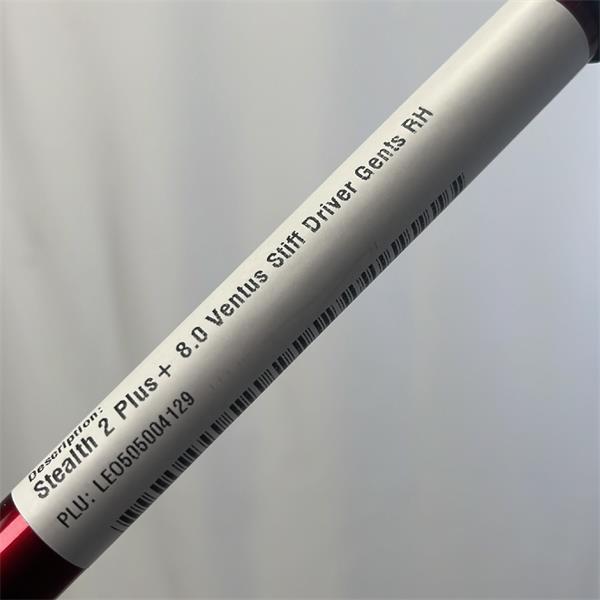 Description:
Stealth 2 Plus+ 8.0 Ventus Stiff Driver Gents RH
PLU: LEO505004129